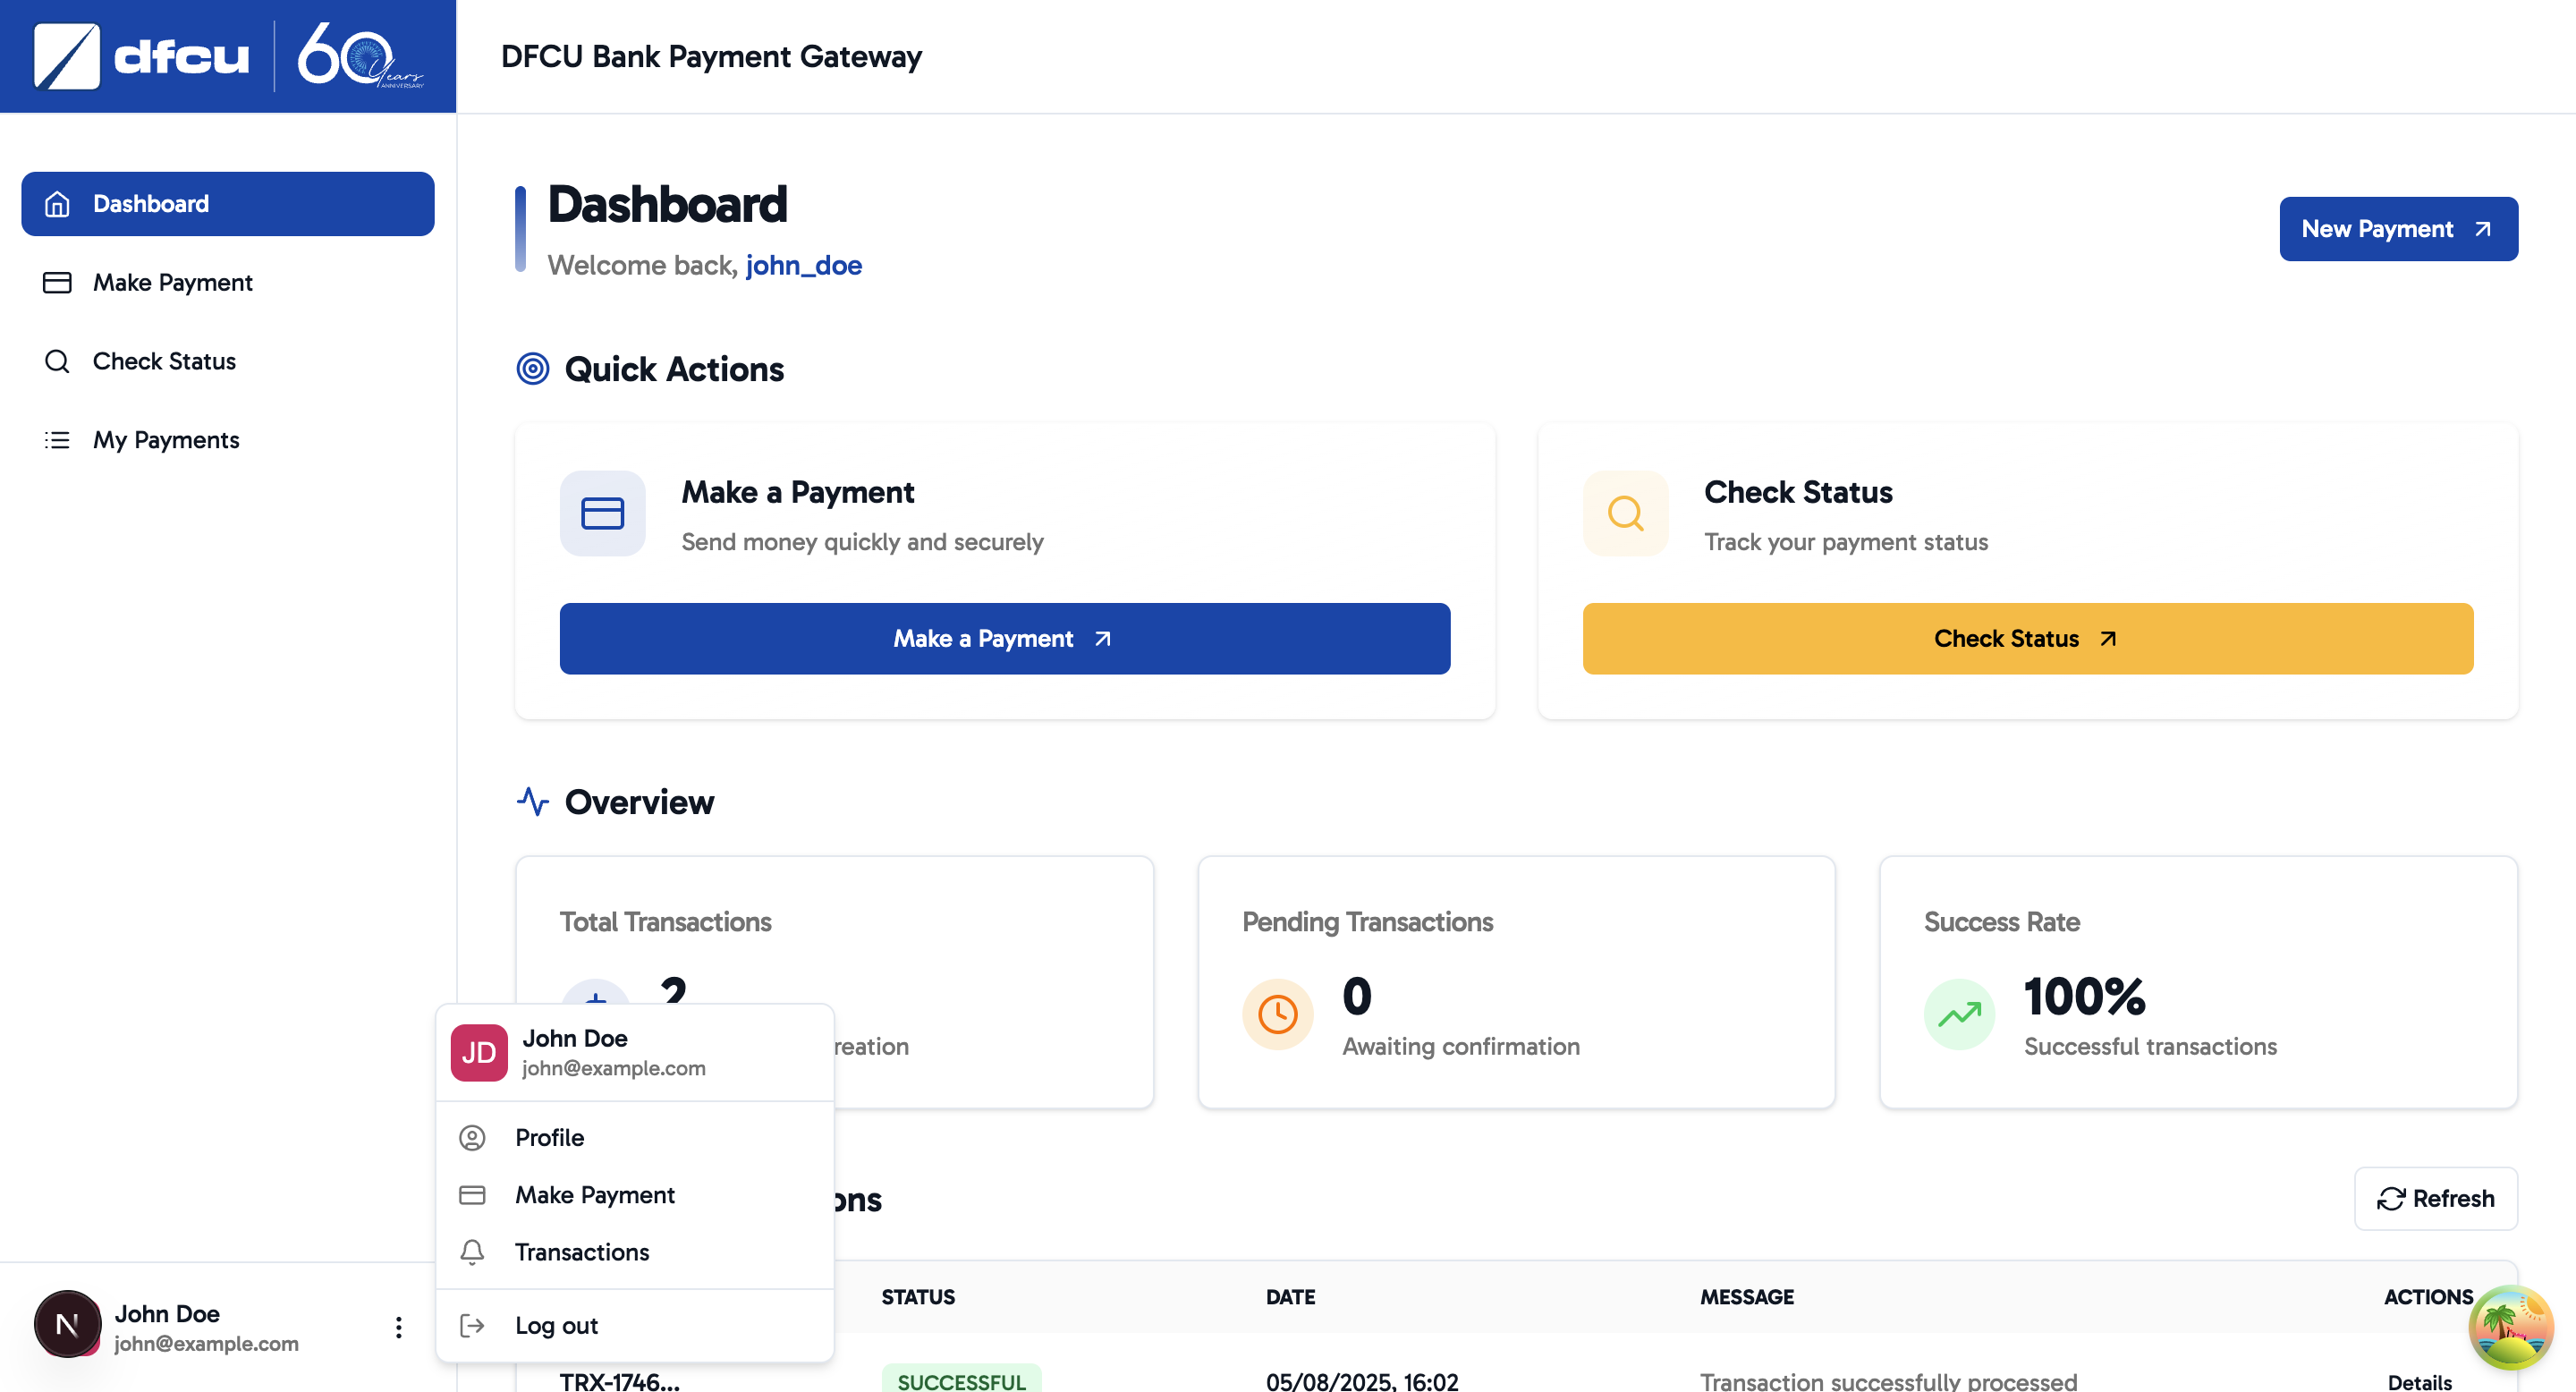 dfcu
60 Years
ANNIVERSARY
DFCU Bank Payment Gateway
Dashboard
Make Payment
Check Status
My Payments
Dashboard
Welcome back, john_doe
New Payment
Quick Actions
Make a Payment
Send money quickly and securely
Make a Payment
Check Status
Track your payment status
Check Status
Overview
Total Transactions
2
reation
Pending Transactions
0
Awaiting confirmation
Success Rate
100%
Successful transactions
JD
John Doe
john@example.com
Profile
Make Payment
Transactions
Log out
ons
Refresh
STATUS
DATE
MESSAGE
ACTIONS
TRX-1746...
SUCCESSFUL
05/08/2025, 16:02
Transaction successfully processed
Details
N
John Doe
john@example.com